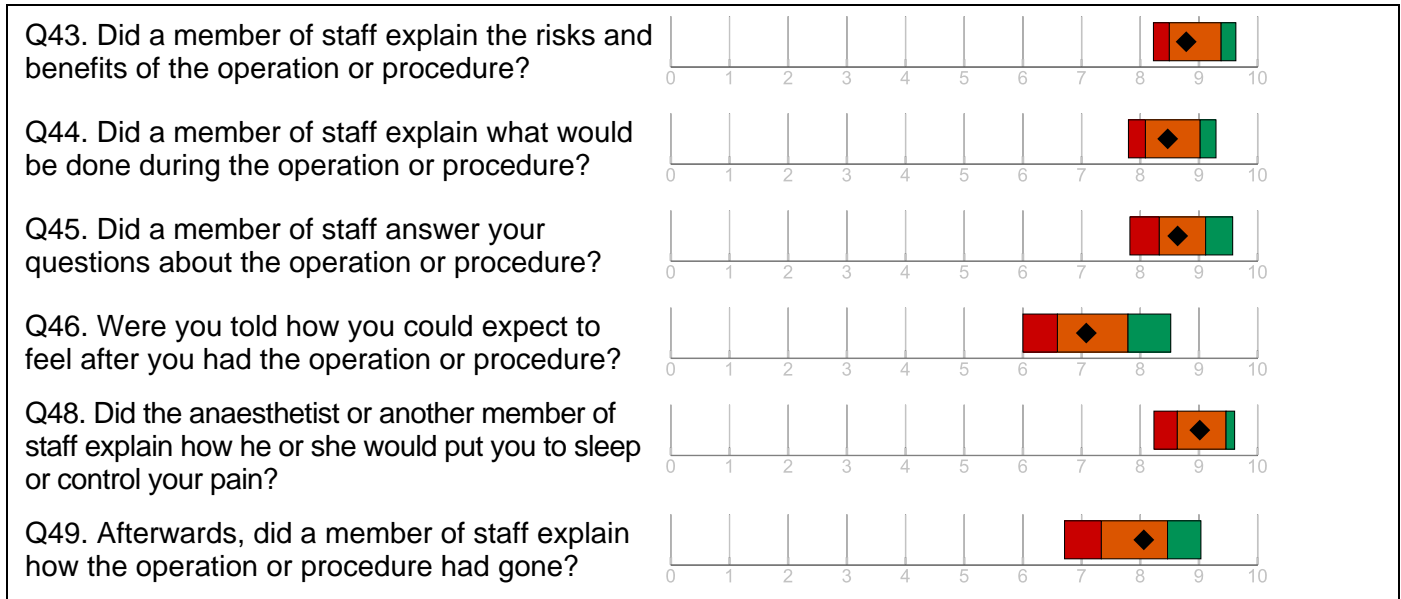 Q43. Did a member of staff explain the risks and
benefits of the operation or procedure?
0 1 2 3 4 5 6 7 8 9 10
Q44. Did a member of staff explain what would
be done during the operation or procedure?
0 1 2 3 4 5 6 7 8 9 10
Q45. Did a member of staff answer your
questions about the operation or procedure?
0 1 2 3 4 5 6 7 8 9 10
Q46. Were you told how you could expect to
feel after you had the operation or procedure?
0 1 2 3 4 5 6 7 8 9 10
Q48. Did the anaesthetist or another member of
staff explain how he or she would put you to sleep
or control your pain?
0 1 2 3 4 5 6 7 8 9 10
Q49. Afterwards, did a member of staff explain
how the operation or procedure had gone?
0 1 2 3 4 5 6 7 8 9 10